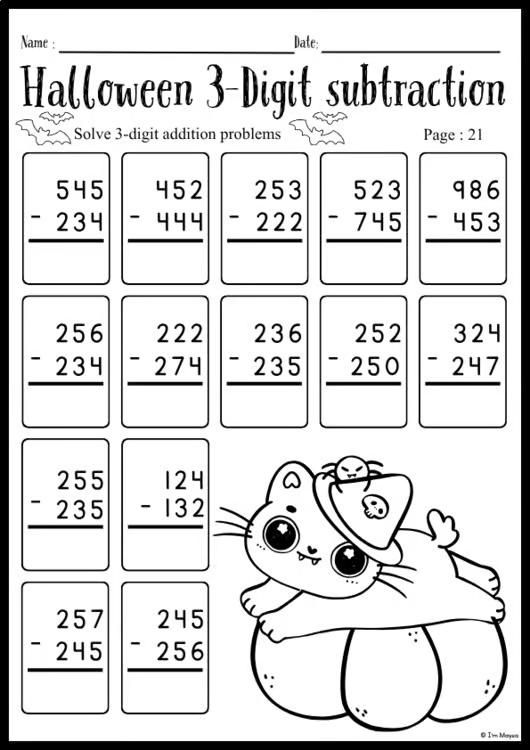 Name : Date:
Halloween 3-Digit subtraction
Solve 3-digit addition problems Page : 21
545 452 253 523 986
- 234 - 444 - 222 - 745 - 453
256 222 236 252 324
- 234 - 274 - 235 - 250 - 247
255 124
- 235 - 132
257 245
- 245 - 256
© I'm Mayus